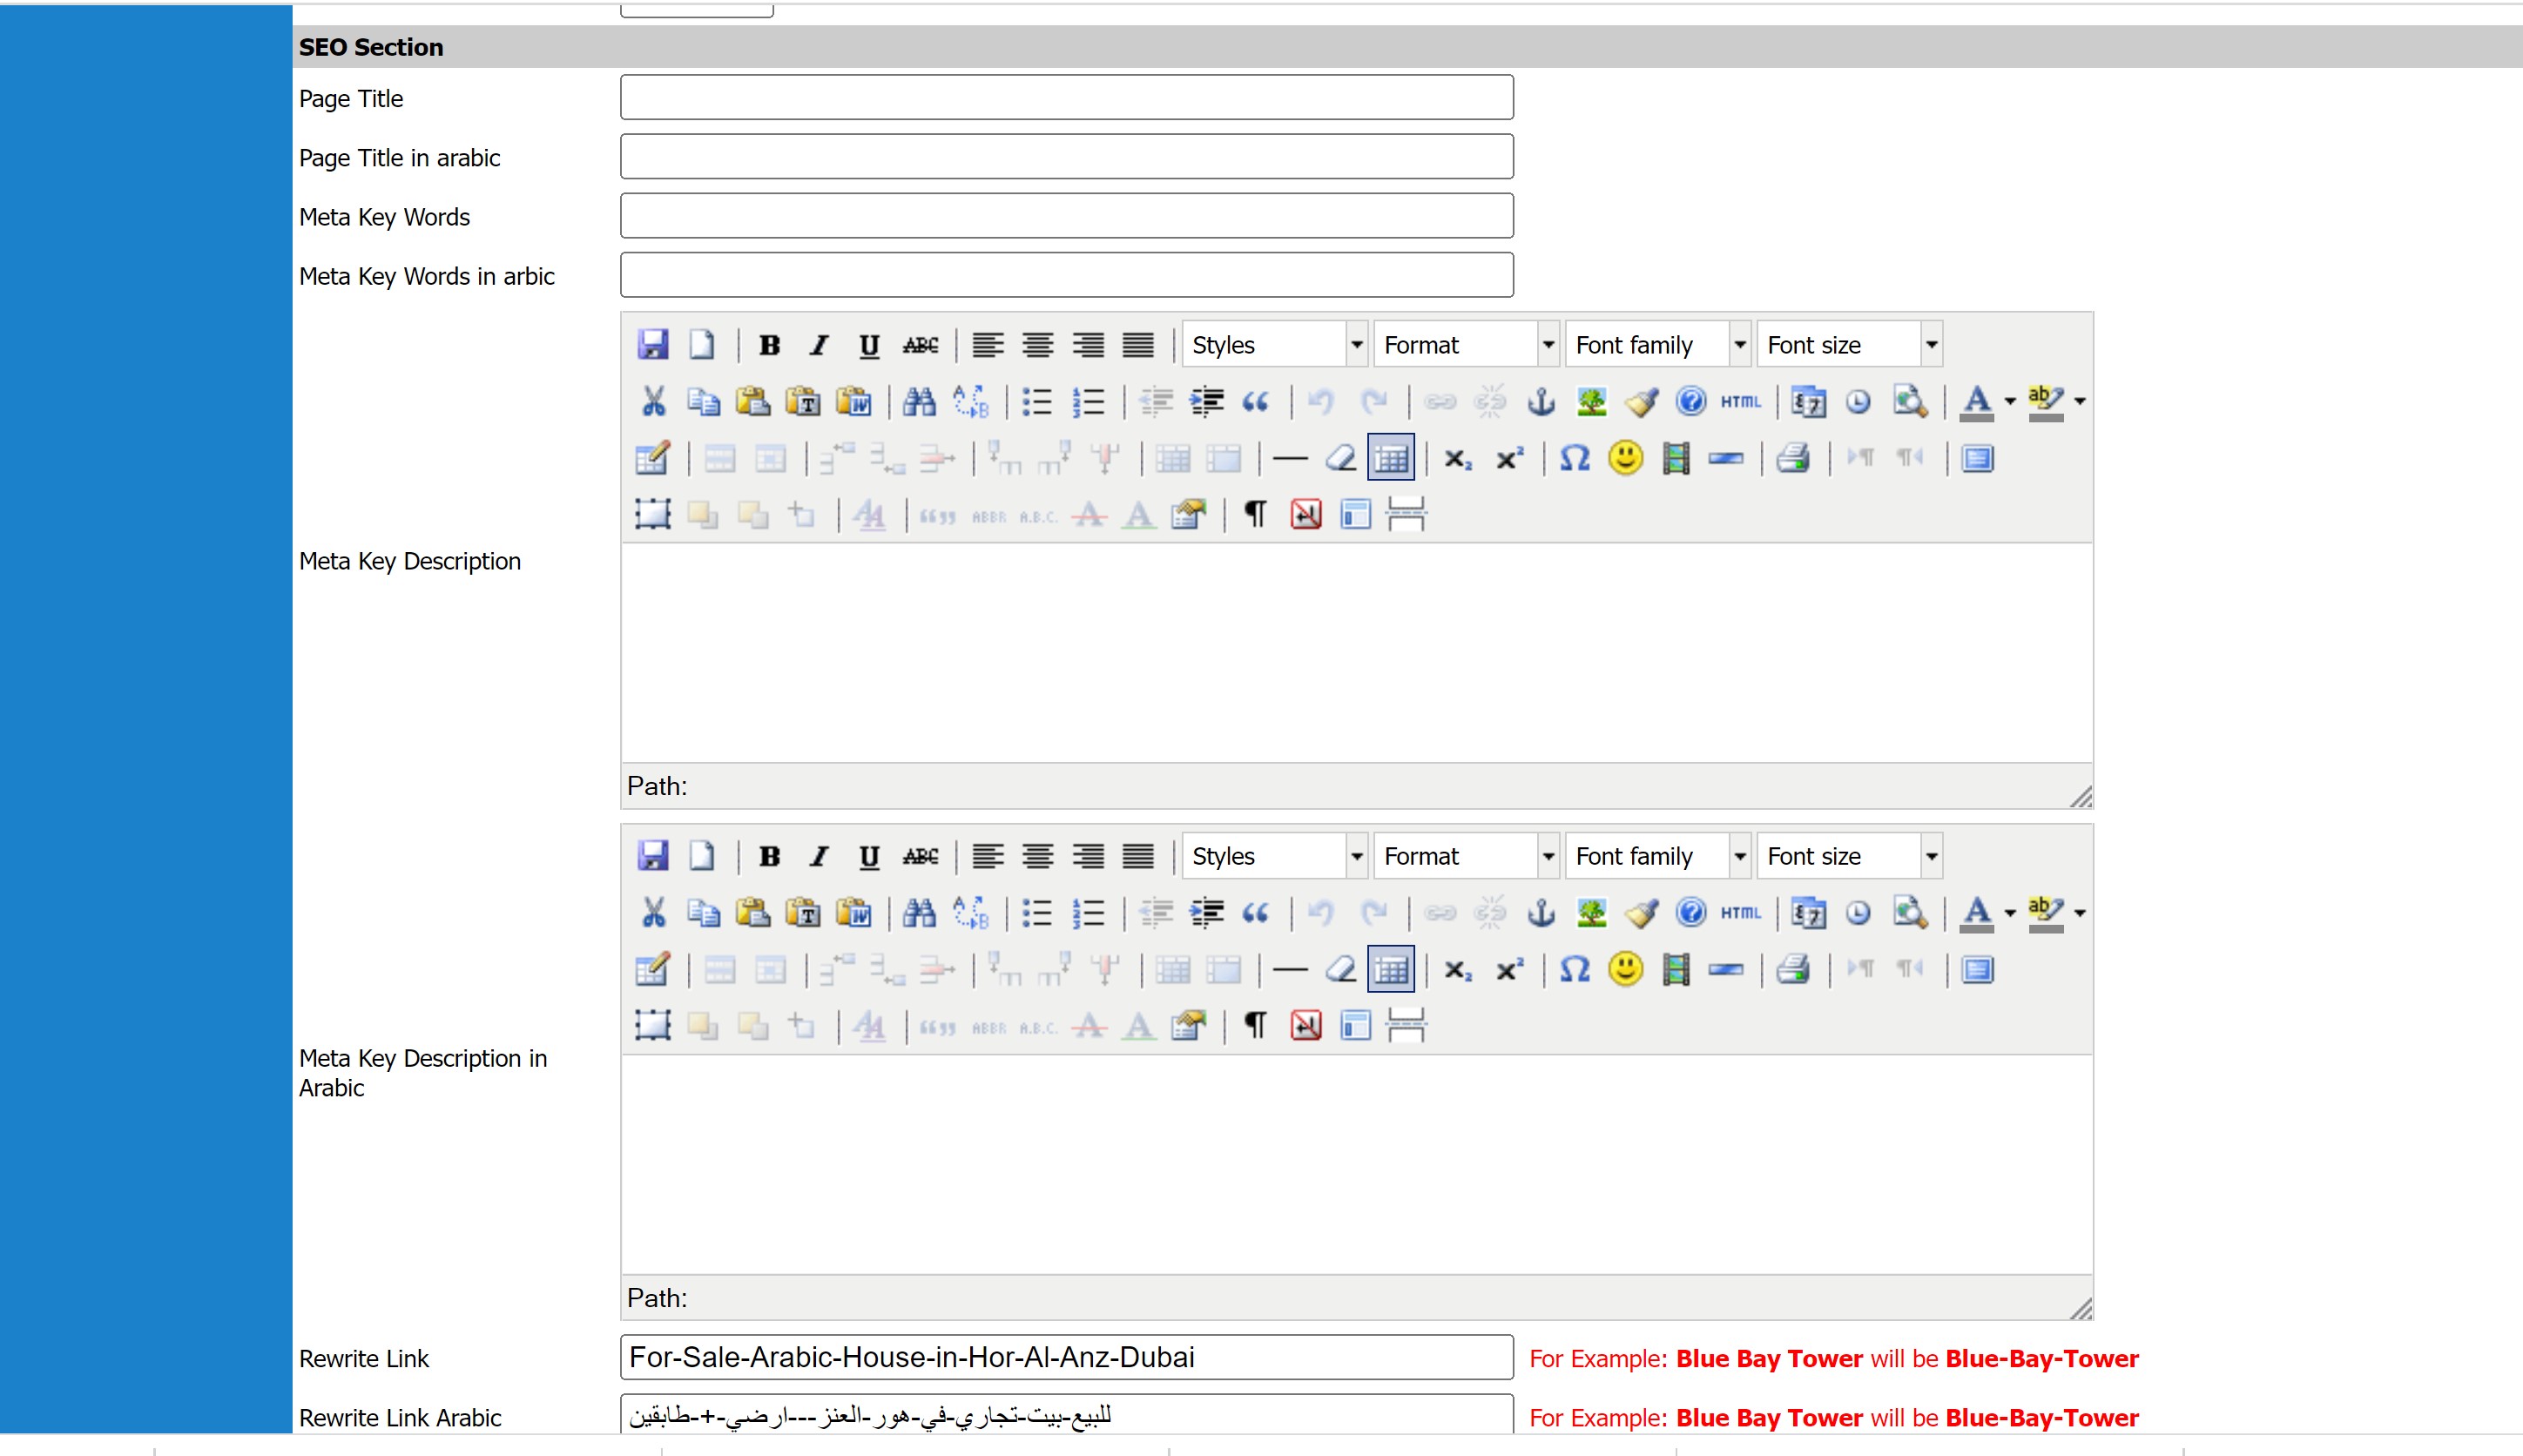 SEO Section
Page Title
Page Title in arabic
Meta Key Words
Meta Key Words in arbic
B I U ABC Styles Format Font family Font size
HTML
ABBR A.B.C.
Meta Key Description
Path:
B I U ABC Styles Format Font family Font size
HTML
ABBR A.B.C.
Meta Key Description in
Arabic
Path:
Rewrite Link For-Sale-Arabic-House-in-Hor-Al-Anz-Dubai For Example: Blue Bay Tower will be Blue-Bay-Tower
Rewrite Link Arabic للبيع-بيت-تجاري-في-هور-العنز---ارضي-+-طابقين For Example: Blue Bay Tower will be Blue-Bay-Tower